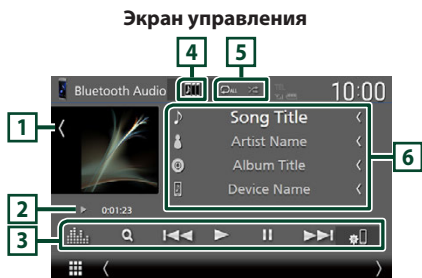 Экран управления
4 5
Bluetooth Audio ALL 10:00
1
Song Title
Artist Name
Album Title
Device Name
6
2 0:01:23
3